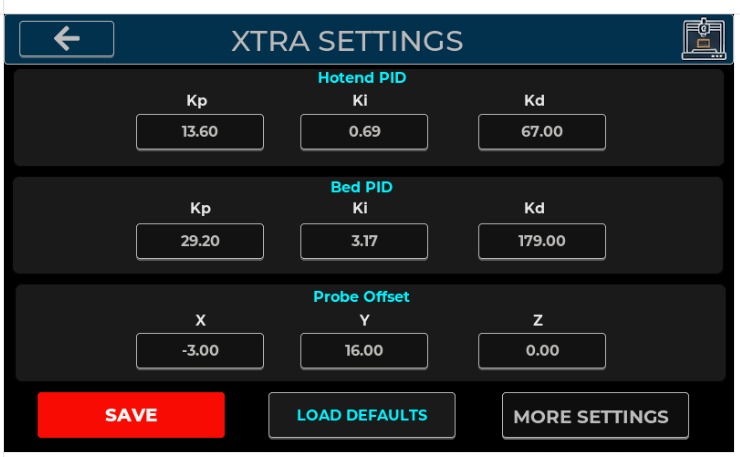 XTRA SETTINGS
Hotend PID
Kp Ki Kd
13.60 0.69 67.00
Bed PID
Kp Ki Kd
29.20 3.17 179.00
Probe Offset
X Y Z
-3.00 16.00 0.00
SAVE LOAD DEFAULTS MORE SETTINGS